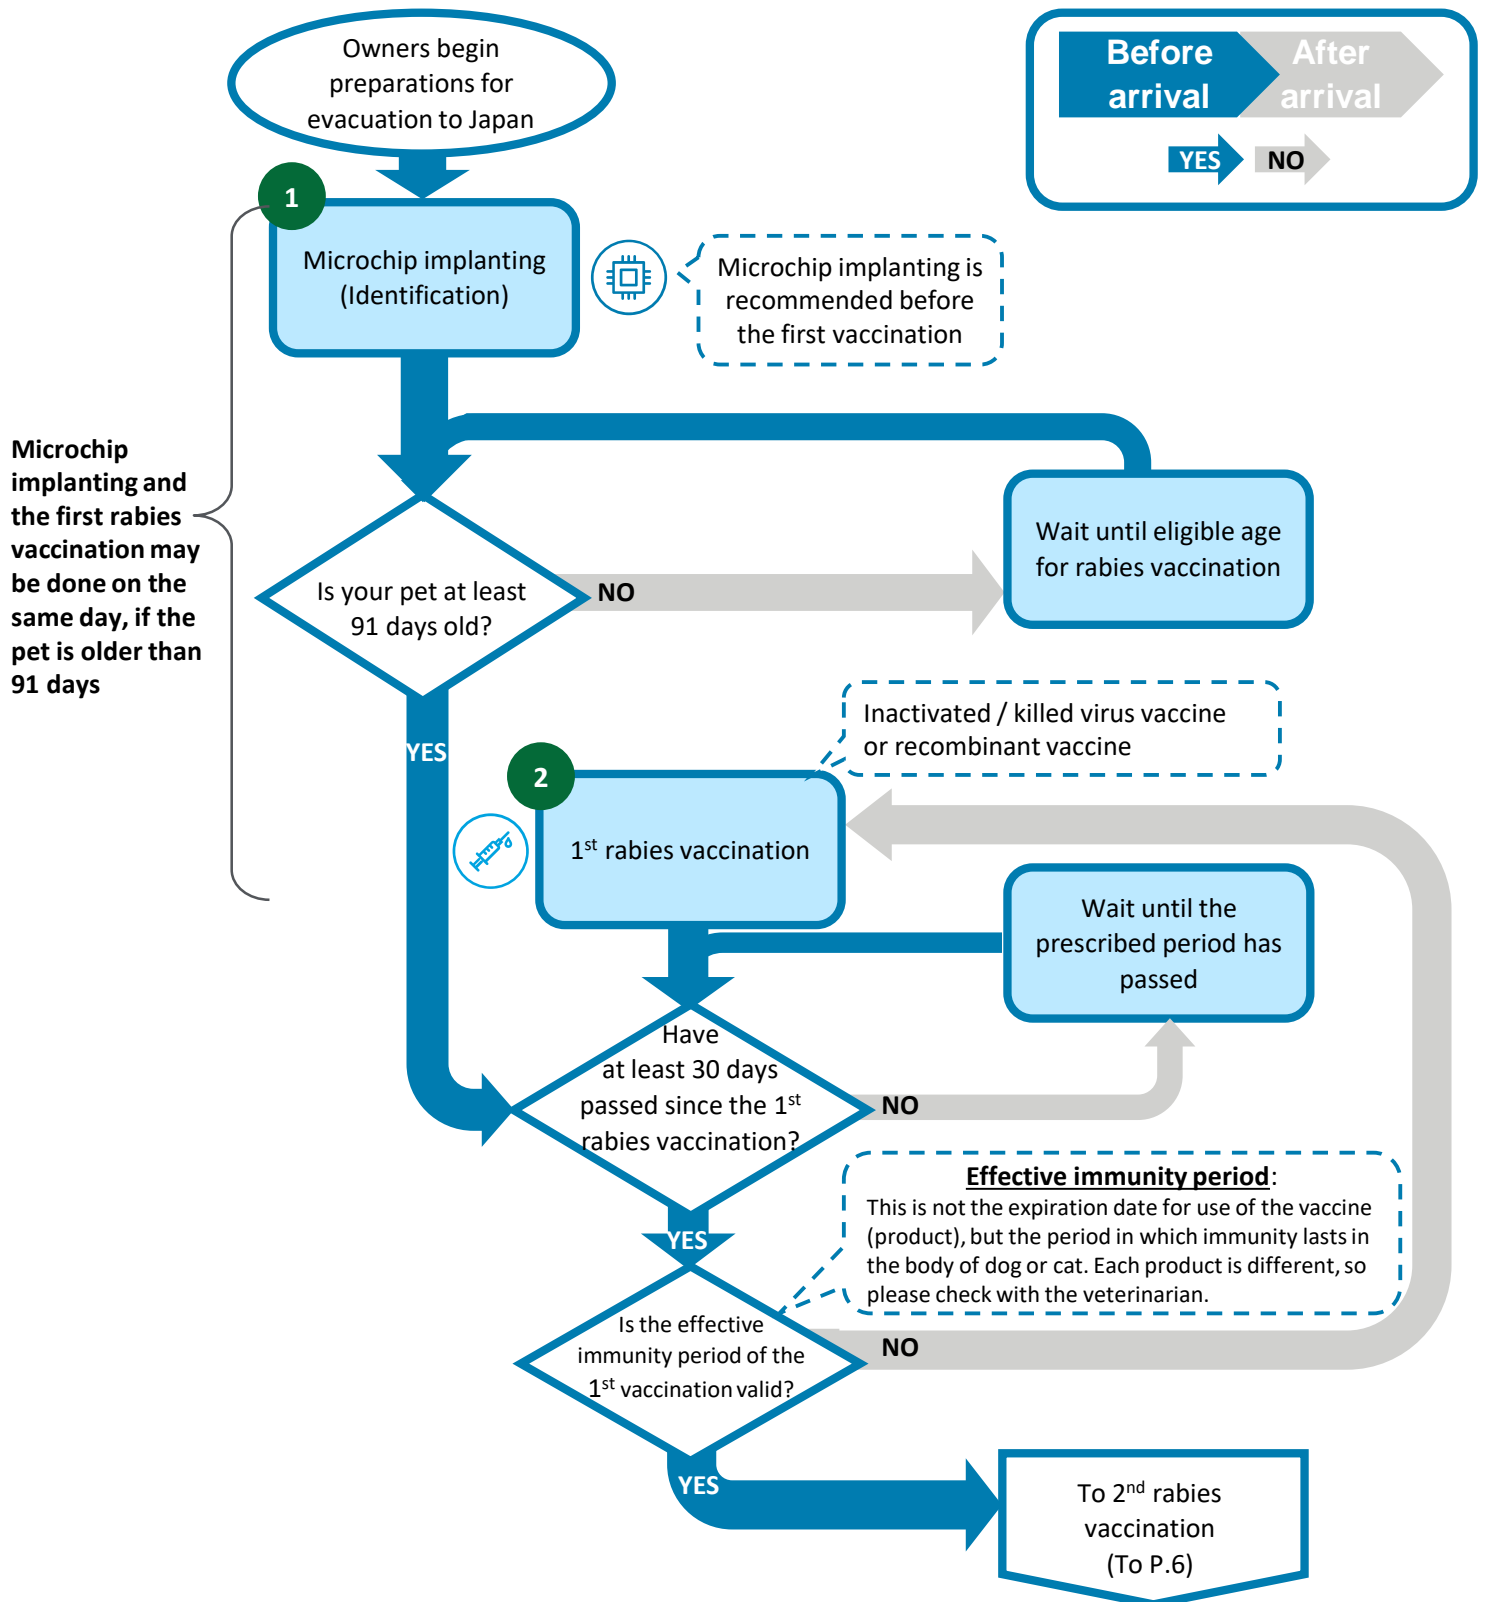 Owners begin
preparations for
evacuation to Japan
Before
arrival
After
arrival
YES
NO
1
Microchip implanting
(Identification)
Microchip implanting is
recommended before
the first vaccination
Microchip
implanting and
the first rabies
vaccination may
be done on the
same day, if the
pet is older than
91 days
Wait until eligible age
for rabies vaccination
Is your pet at least
91 days old?
NO
YES
Inactivated / killed virus vaccine
or recombinant vaccine
2
1st rabies vaccination
Wait until the
prescribed period has
passed
Have
at least 30 days
passed since the 1st
rabies vaccination?
NO
YES
Effective immunity period:
This is not the expiration date for use of the vaccine
(product), but the period in which immunity lasts in
the body of dog or cat. Each product is different, so
please check with the veterinarian.
Is the effective
immunity period of the
1st vaccination valid?
NO
YES
To 2nd rabies
vaccination
(To P.6)